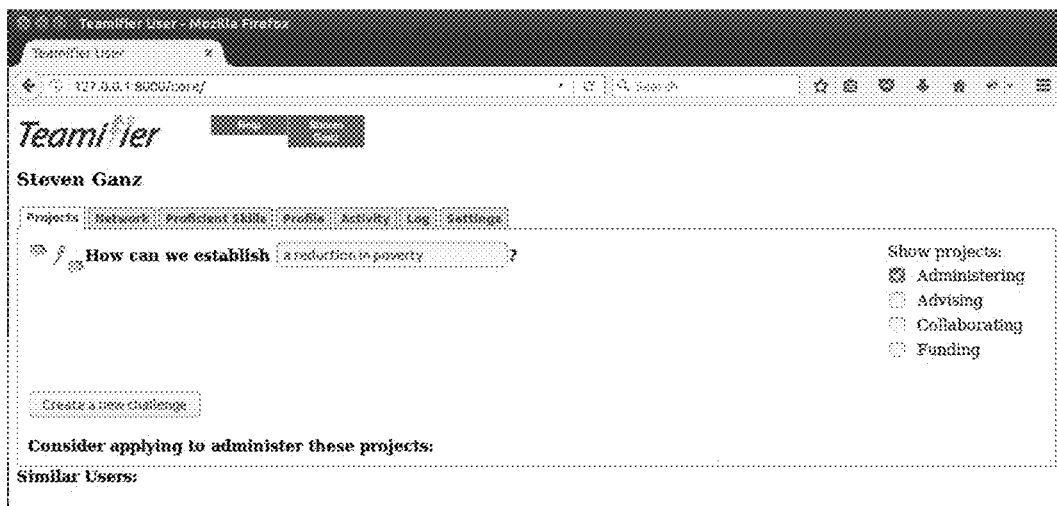 Teamifier User - Mozilla Firefox
Teamifier User ×
127.0.0.1:8000/core/ Search
Teamifier
Steven Ganz
Projects Network Proficient Skills Profile Activity Log Settings
How can we establish a reduction in poverty ?
Show projects:
Administering
Advising
Collaborating
Funding
Create a new challenge
Consider applying to administer these projects:
Similar Users: